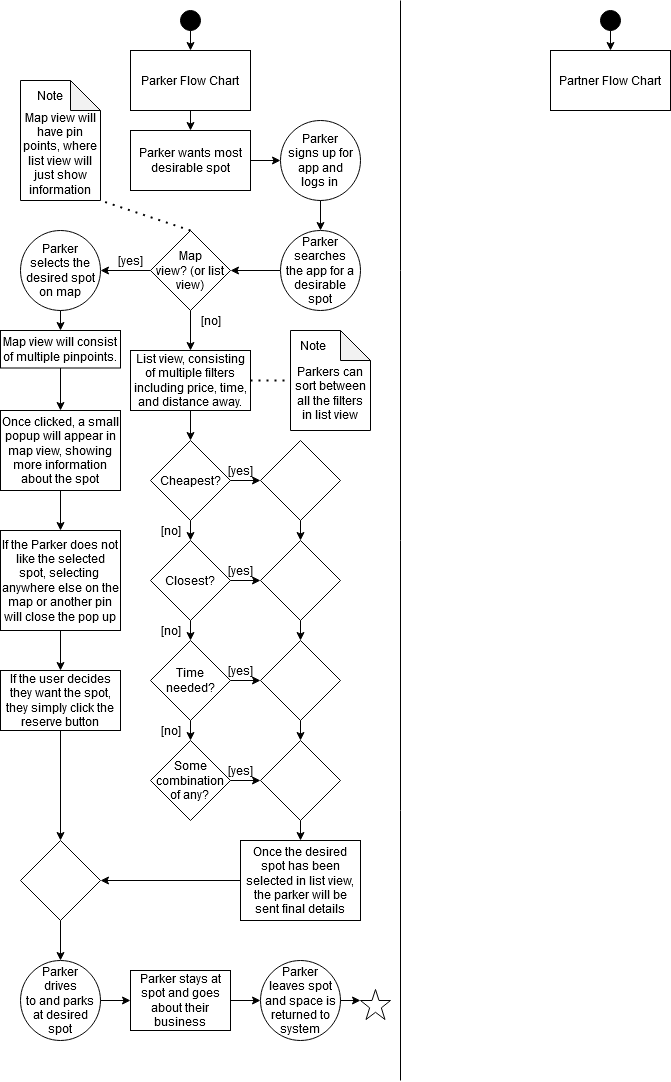 Parker Flow Chart
Partner Flow Chart
Note
Map view will
have pin
points, where
list view will
just show
information
Parker wants most
desirable spot
Parker
signs up for
app and
logs in
Parker
selects the
desired spot
on map
[yes]
Map
view? (or list
view)
Parker
searches
the app for a
desirable
spot
[no]
Map view will consist
of multiple pinpoints.
List view, consisting
of multiple filters
including price, time,
and distance away.
Note
Parkers can
sort between
all the filters
in list view
Once clicked, a small
popup will appear in
map view, showing
more information
about the spot
Cheapest?
[yes]
[no]
If the Parker does not
like the selected
spot, selecting
anywhere else on the
map or another pin
will close the pop up
Closest?
[yes]
[no]
If the user decides
they want the spot,
they simply click the
reserve button
Time
needed?
[yes]
[no]
Some
combination
of any?
[yes]
Once the desired
spot has been
selected in list view,
the parker will be
sent final details
Parker
drives
to and parks
at desired
spot
Parker stays at
spot and goes
about their
business
Parker
leaves spot
and space is
returned to
system